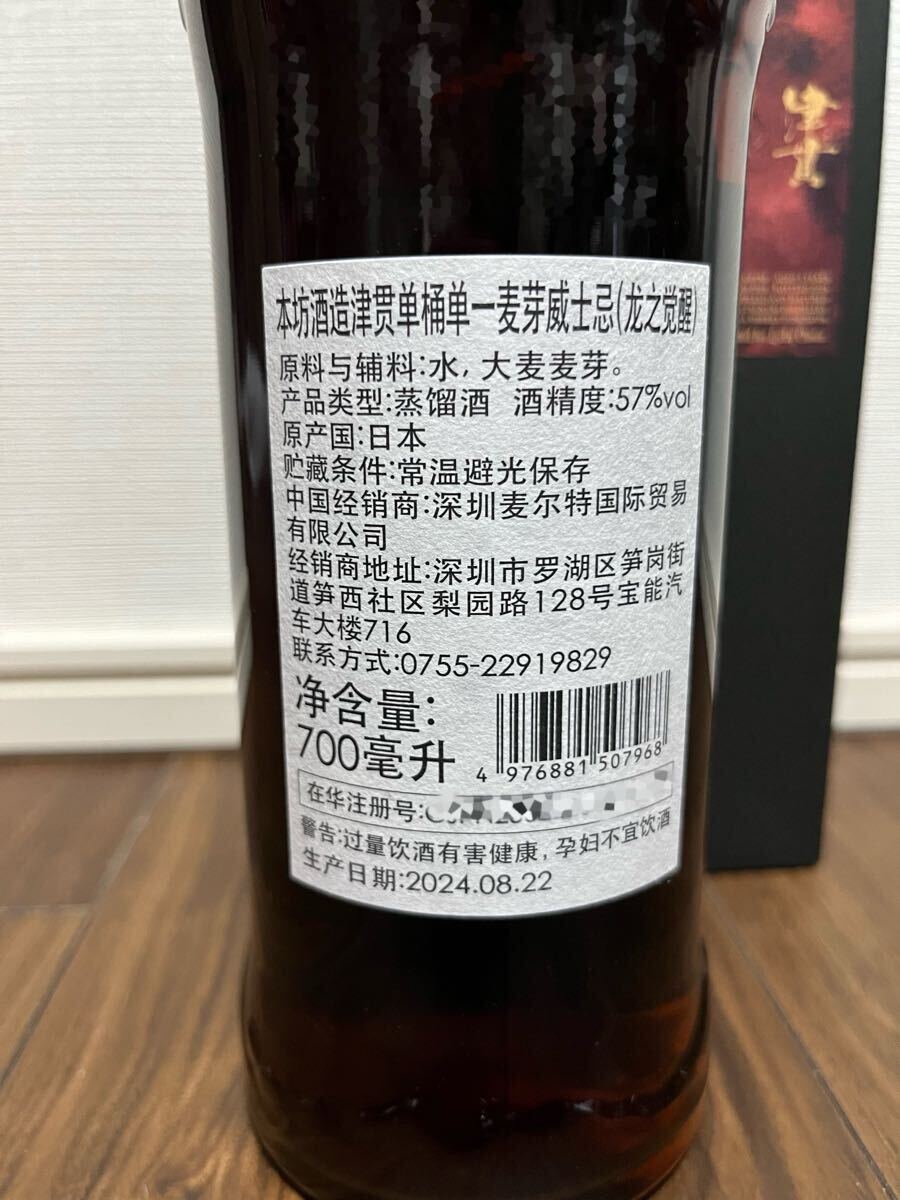 本坊酒造津贯单桶单一麦芽威士忌(龙之觉醒)
原料与辅料:水, 大麦麦芽。
产品类型:蒸馏酒 酒精度:57%vol
原产国:日本
贮藏条件:常温避光保存
中国经销商:深圳麦尔特国际贸易
有限公司
经销商地址:深圳市罗湖区笋岗街
道笋西社区梨园路128号宝能汽
车大楼716
联系方式:0755-22919829
净含量:
700毫升
4 976881 507968
在华注册号:
警告:过量饮酒有害健康, 孕妇不宜饮酒
生产日期:2024.08.22
津貫